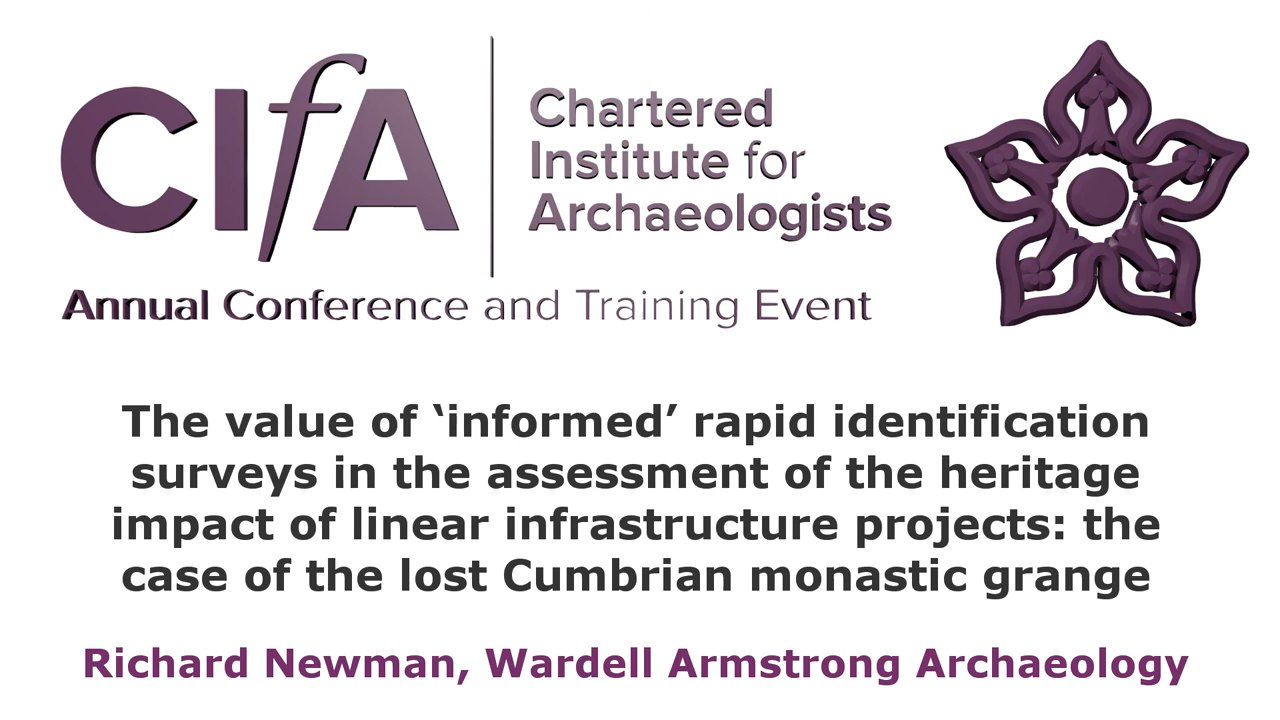 CIfA
Chartered
Institute for
Archaeologists
Annual Conference and Training Event
The value of ‘informed’ rapid identification
surveys in the assessment of the heritage
impact of linear infrastructure projects: the
case of the lost Cumbrian monastic grange
Richard Newman, Wardell Armstrong Archaeology